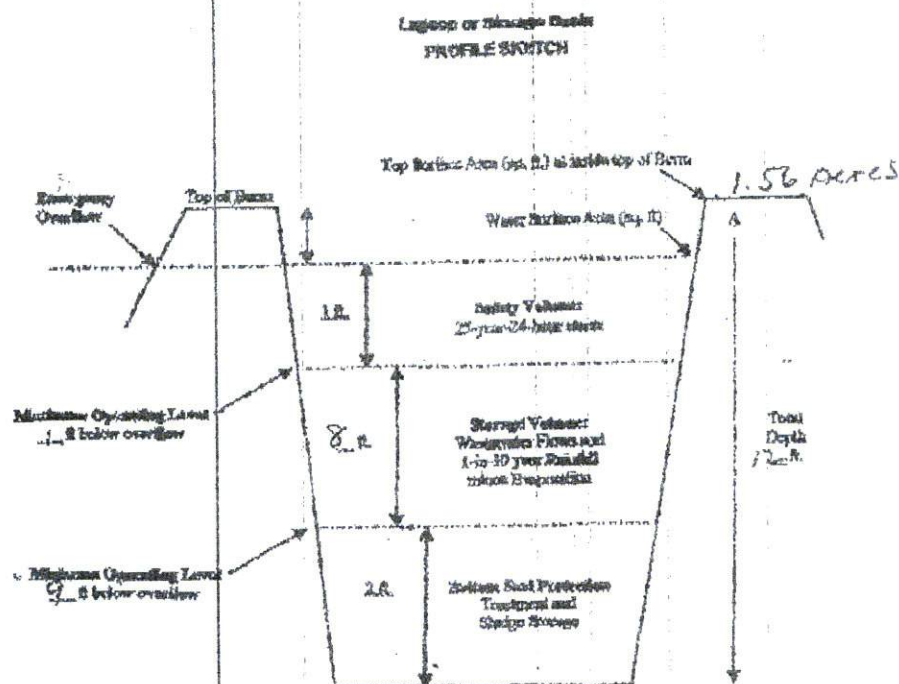 Lagoon or Storage Basin
PROFILE SKETCH
Top Surface Area (sq. ft.) at inside top of Berm
1.56 Acres
Emergency
Overflow
Top of Berm
Water Surface Area (sq. ft)
A
1 ft.
Safety Volume:
25-year-24-hour storm
Maximum Operating Level
1 ft below overflow
8 ft.
Storage Volume:
Wastewater Flows and
1-in-10 year Rainfall
minus Evaporation
Total
Depth
12 ft.
Minimum Operating Level
9 ft below overflow
2 ft.
Bottom Seal Protection
Treatment and
Sludge Storage